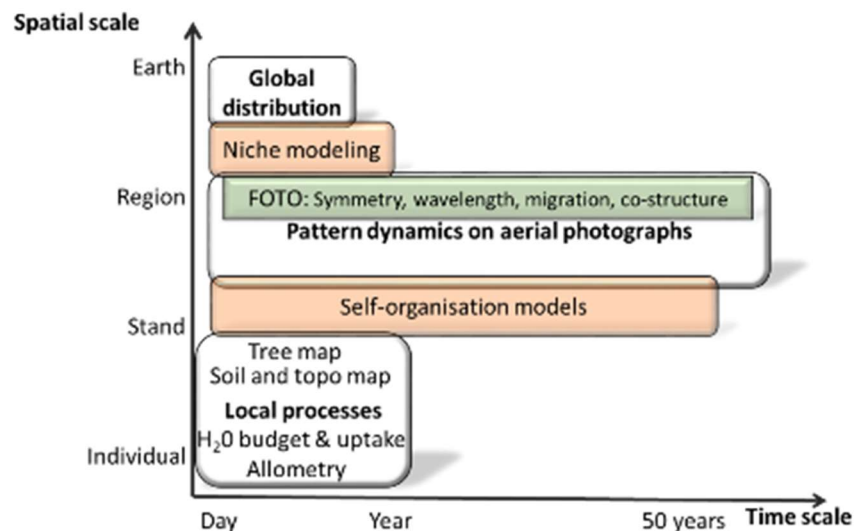 Spatial scale
Earth
Global
distribution
Niche modeling
Region
FOTO: Symmetry, wavelength, migration, co-structure
Pattern dynamics on aerial photographs
Self-organisation models
Stand
Tree map
Soil and topo map
Local processes
H₂0 budget & uptake
Individual
Allometry
Day
Year
50 years
Time scale